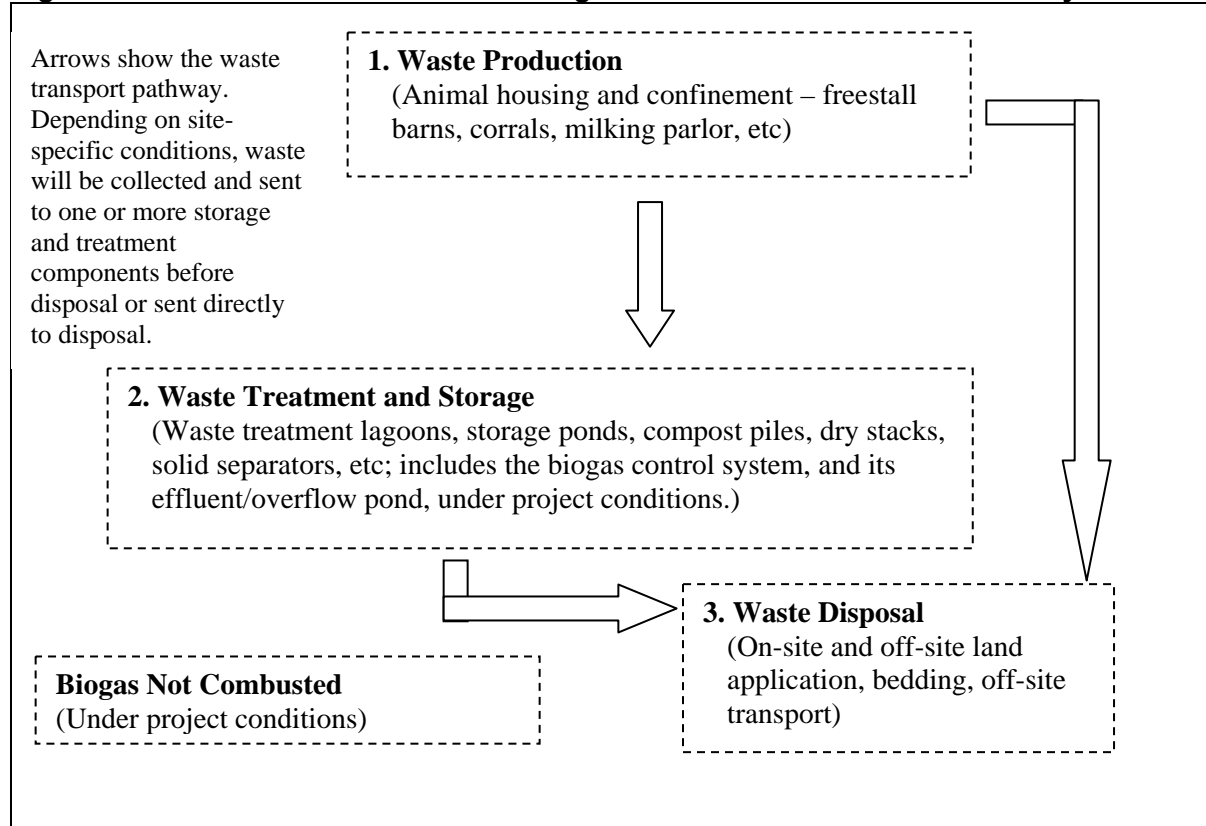 Arrows show the waste
transport pathway.
Depending on site-
specific conditions, waste
will be collected and sent
to one or more storage
and treatment
components before
disposal or sent directly
to disposal.
1. Waste Production
(Animal housing and confinement – freestall
barns, corrals, milking parlor, etc)
2. Waste Treatment and Storage
(Waste treatment lagoons, storage ponds, compost piles, dry stacks,
solid separators, etc; includes the biogas control system, and its
effluent/overflow pond, under project conditions.)
3. Waste Disposal
(On-site and off-site land
application, bedding, off-site
transport)
Biogas Not Combusted
(Under project conditions)